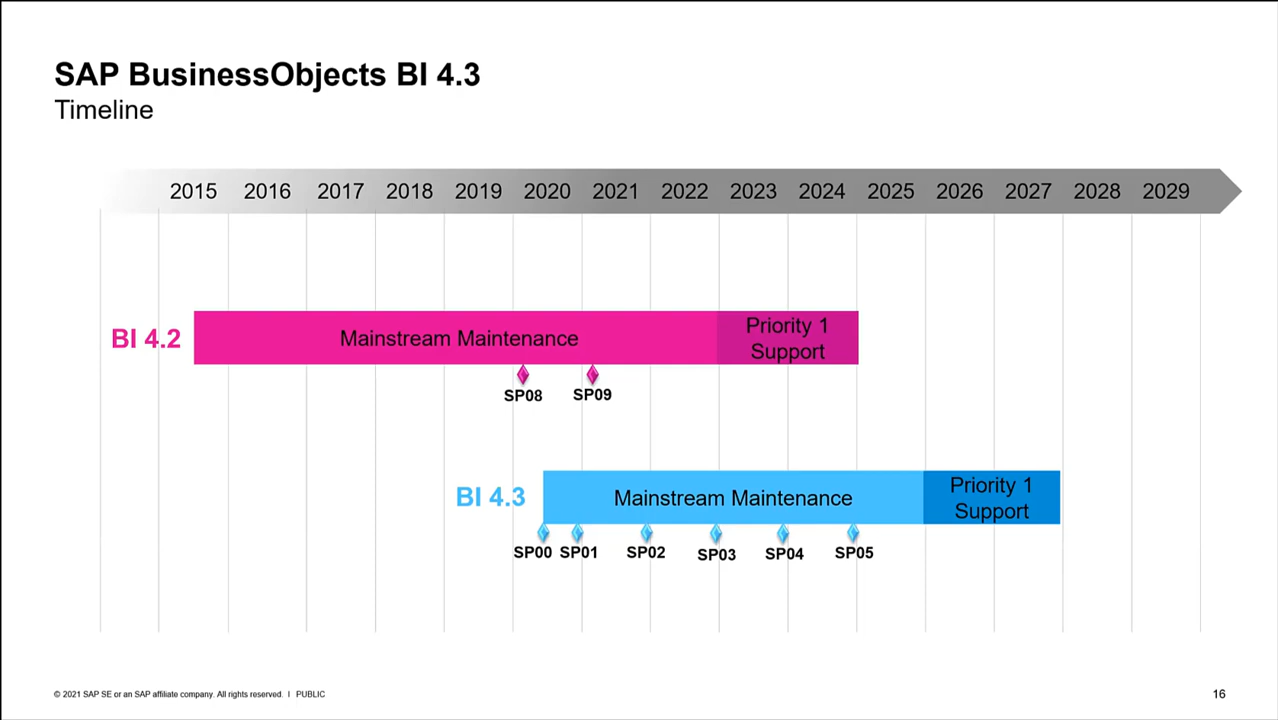 SAP BusinessObjects BI 4.3
Timeline
2015 2016 2017 2018 2019 2020 2021 2022 2023 2024 2025 2026 2027 2028 2029
BI 4.2
Mainstream Maintenance
Priority 1
Support
SP08 SP09
BI 4.3
Mainstream Maintenance
Priority 1
Support
SP00 SP01 SP02 SP03 SP04 SP05
© 2021 SAP SE or an SAP affiliate company. All rights reserved. I PUBLIC
16